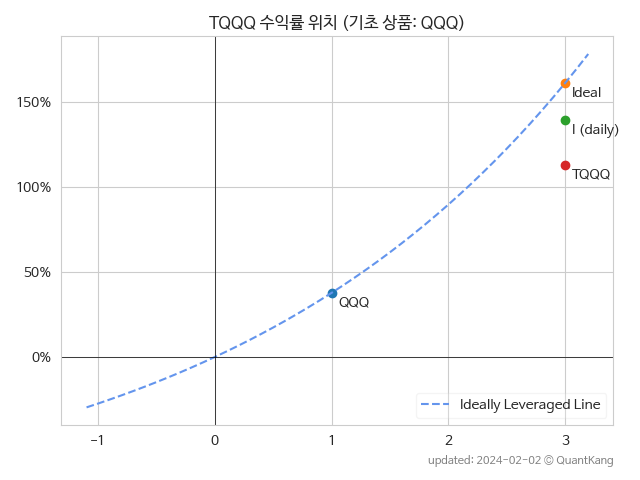 TQQQ 수익률 위치 (기초 상품: QQQ)
150%
100%
50%
0%
Ideal
I (daily)
TQQQ
QQQ
Ideally Leveraged Line
-1
0
1
2
3
updated: 2024-02-02 © QuantKang